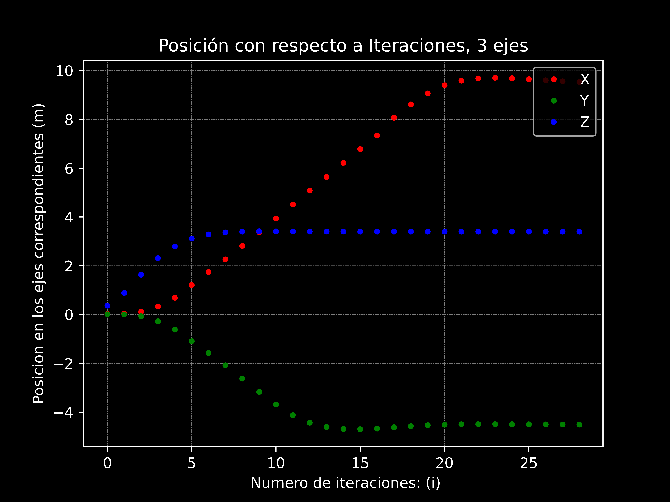 Posición con respecto a Iteraciones, 3 ejes
X
Y
Z
10
8
6
4
2
0
−2
−4
Posicion en los ejes correspondientes (m)
0 5 10 15 20 25
Numero de iteraciones: (i)